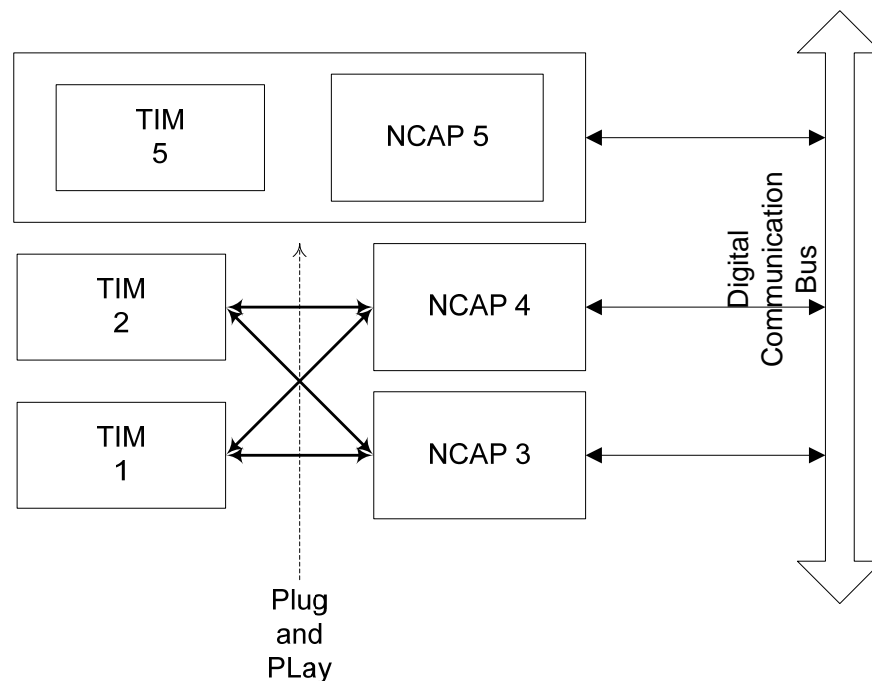 TIM
5
NCAP 5
TIM
2
NCAP 4
TIM
1
NCAP 3
Digital
Communication
Bus
Plug
and
PLay